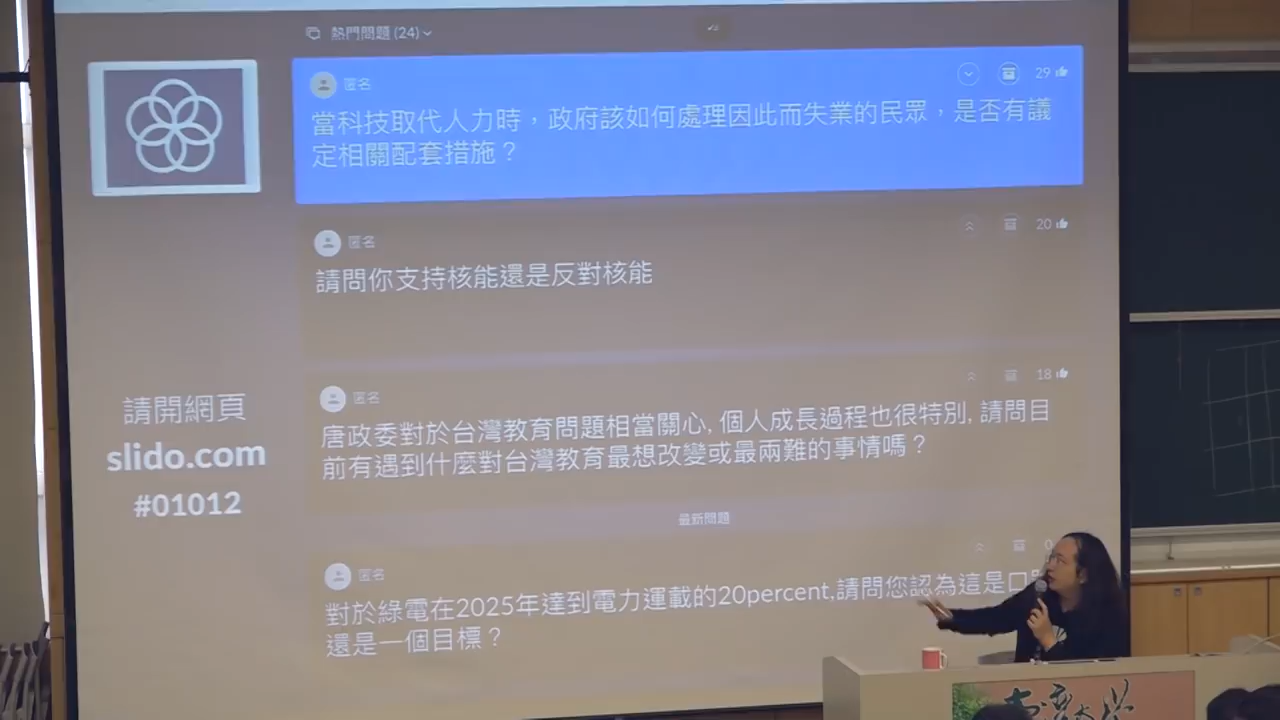 熱門問題 (24)
匿名
29
當科技取代人力時，政府該如何處理因此而失業的民眾，是否有議
定相關配套措施？
匿名
20
請問你支持核能還是反對核能
匿名
18
唐政委對於台灣教育問題相當關心, 個人成長過程也很特別, 請問目
前有遇到什麼對台灣教育最想改變或最兩難的事情嗎？
最新問題
匿名
0
對於綠電在2025年達到電力運載的20percent,請問您認為這是口
還是一個目標？
請開網頁
slido.com
#01012